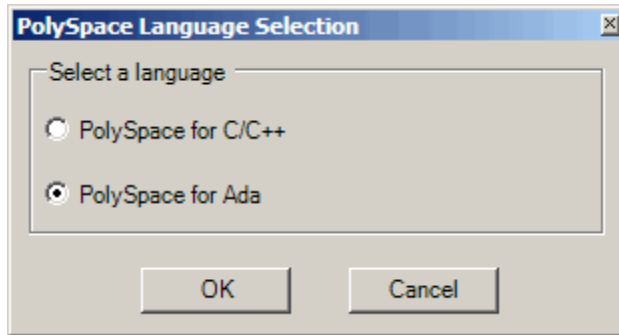 PolySpace Language Selection
Select a language
PolySpace for C/C++
PolySpace for Ada
OK
Cancel